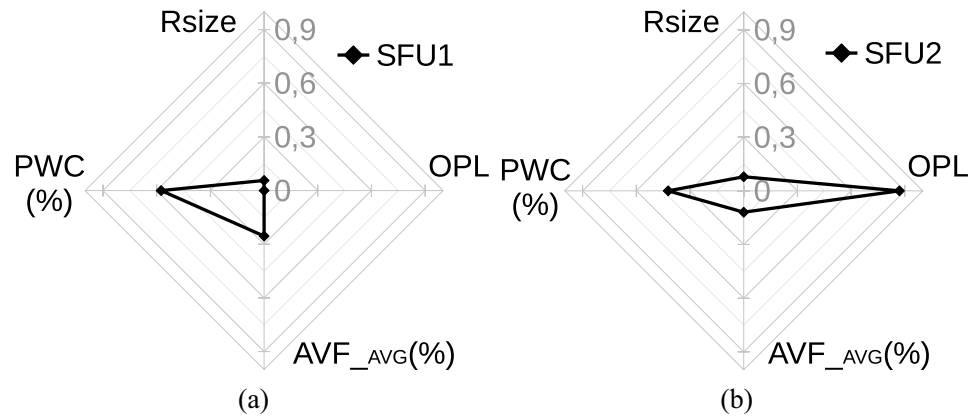 Rsize
0,9
SFU1
0,6
0,3
PWC
(%)
OPL
0
AVF_AVG(%)
(a)
Rsize
0,9
SFU2
0,6
0,3
PWC
(%)
OPL
0
AVF_AVG(%)
(b)